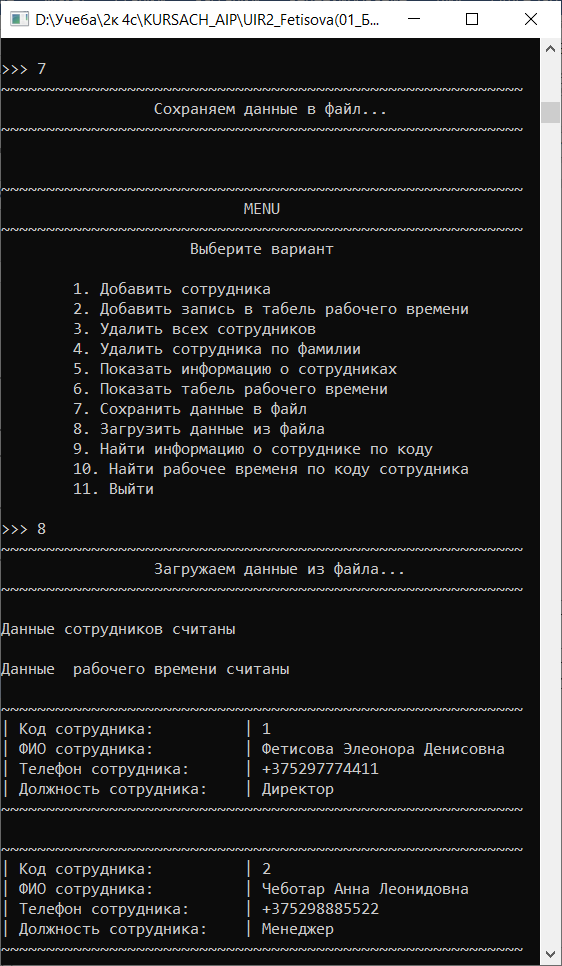 D:\Учеба\2к 4с\KURSACH_AIP\UIR2_Fetisova(01_Б...
>>> 7
~~~~~~~~~~~~~~~~~~~~~~~~~~~~~~~~~~~~~~~~~~~~~~~~~~~~~~~~~~
Сохраняем данные в файл...
~~~~~~~~~~~~~~~~~~~~~~~~~~~~~~~~~~~~~~~~~~~~~~~~~~~~~~~~~~
~~~~~~~~~~~~~~~~~~~~~~~~~~~~~~~~~~~~~~~~~~~~~~~~~~~~~~~~~~
MENU
~~~~~~~~~~~~~~~~~~~~~~~~~~~~~~~~~~~~~~~~~~~~~~~~~~~~~~~~~~
Выберите вариант
1. Добавить сотрудника
2. Добавить запись в табель рабочего времени
3. Удалить всех сотрудников
4. Удалить сотрудника по фамилии
5. Показать информацию о сотрудниках
6. Показать табель рабочего времени
7. Сохранить данные в файл
8. Загрузить данные из файла
9. Найти информацию о сотруднике по коду
10. Найти рабочее временя по коду сотрудника
11. Выйти
>>> 8
~~~~~~~~~~~~~~~~~~~~~~~~~~~~~~~~~~~~~~~~~~~~~~~~~~~~~~~~~~
Загружаем данные из файла...
~~~~~~~~~~~~~~~~~~~~~~~~~~~~~~~~~~~~~~~~~~~~~~~~~~~~~~~~~~
Данные сотрудников считаны
Данные  рабочего времени считаны
~~~~~~~~~~~~~~~~~~~~~~~~~~~~~~~~~~~~~~~~~~~~~~~~~~~~~~~~~~
| Код сотрудника:          | 1
| ФИО сотрудника:          | Фетисова Элеонора Денисовна
| Телефон сотрудника:      | +375297774411
| Должность сотрудника:    | Директор
~~~~~~~~~~~~~~~~~~~~~~~~~~~~~~~~~~~~~~~~~~~~~~~~~~~~~~~~~~
~~~~~~~~~~~~~~~~~~~~~~~~~~~~~~~~~~~~~~~~~~~~~~~~~~~~~~~~~~
| Код сотрудника:          | 2
| ФИО сотрудника:          | Чеботар Анна Леонидовна
| Телефон сотрудника:      | +375298885522
| Должность сотрудника:    | Менеджер
~~~~~~~~~~~~~~~~~~~~~~~~~~~~~~~~~~~~~~~~~~~~~~~~~~~~~~~~~~